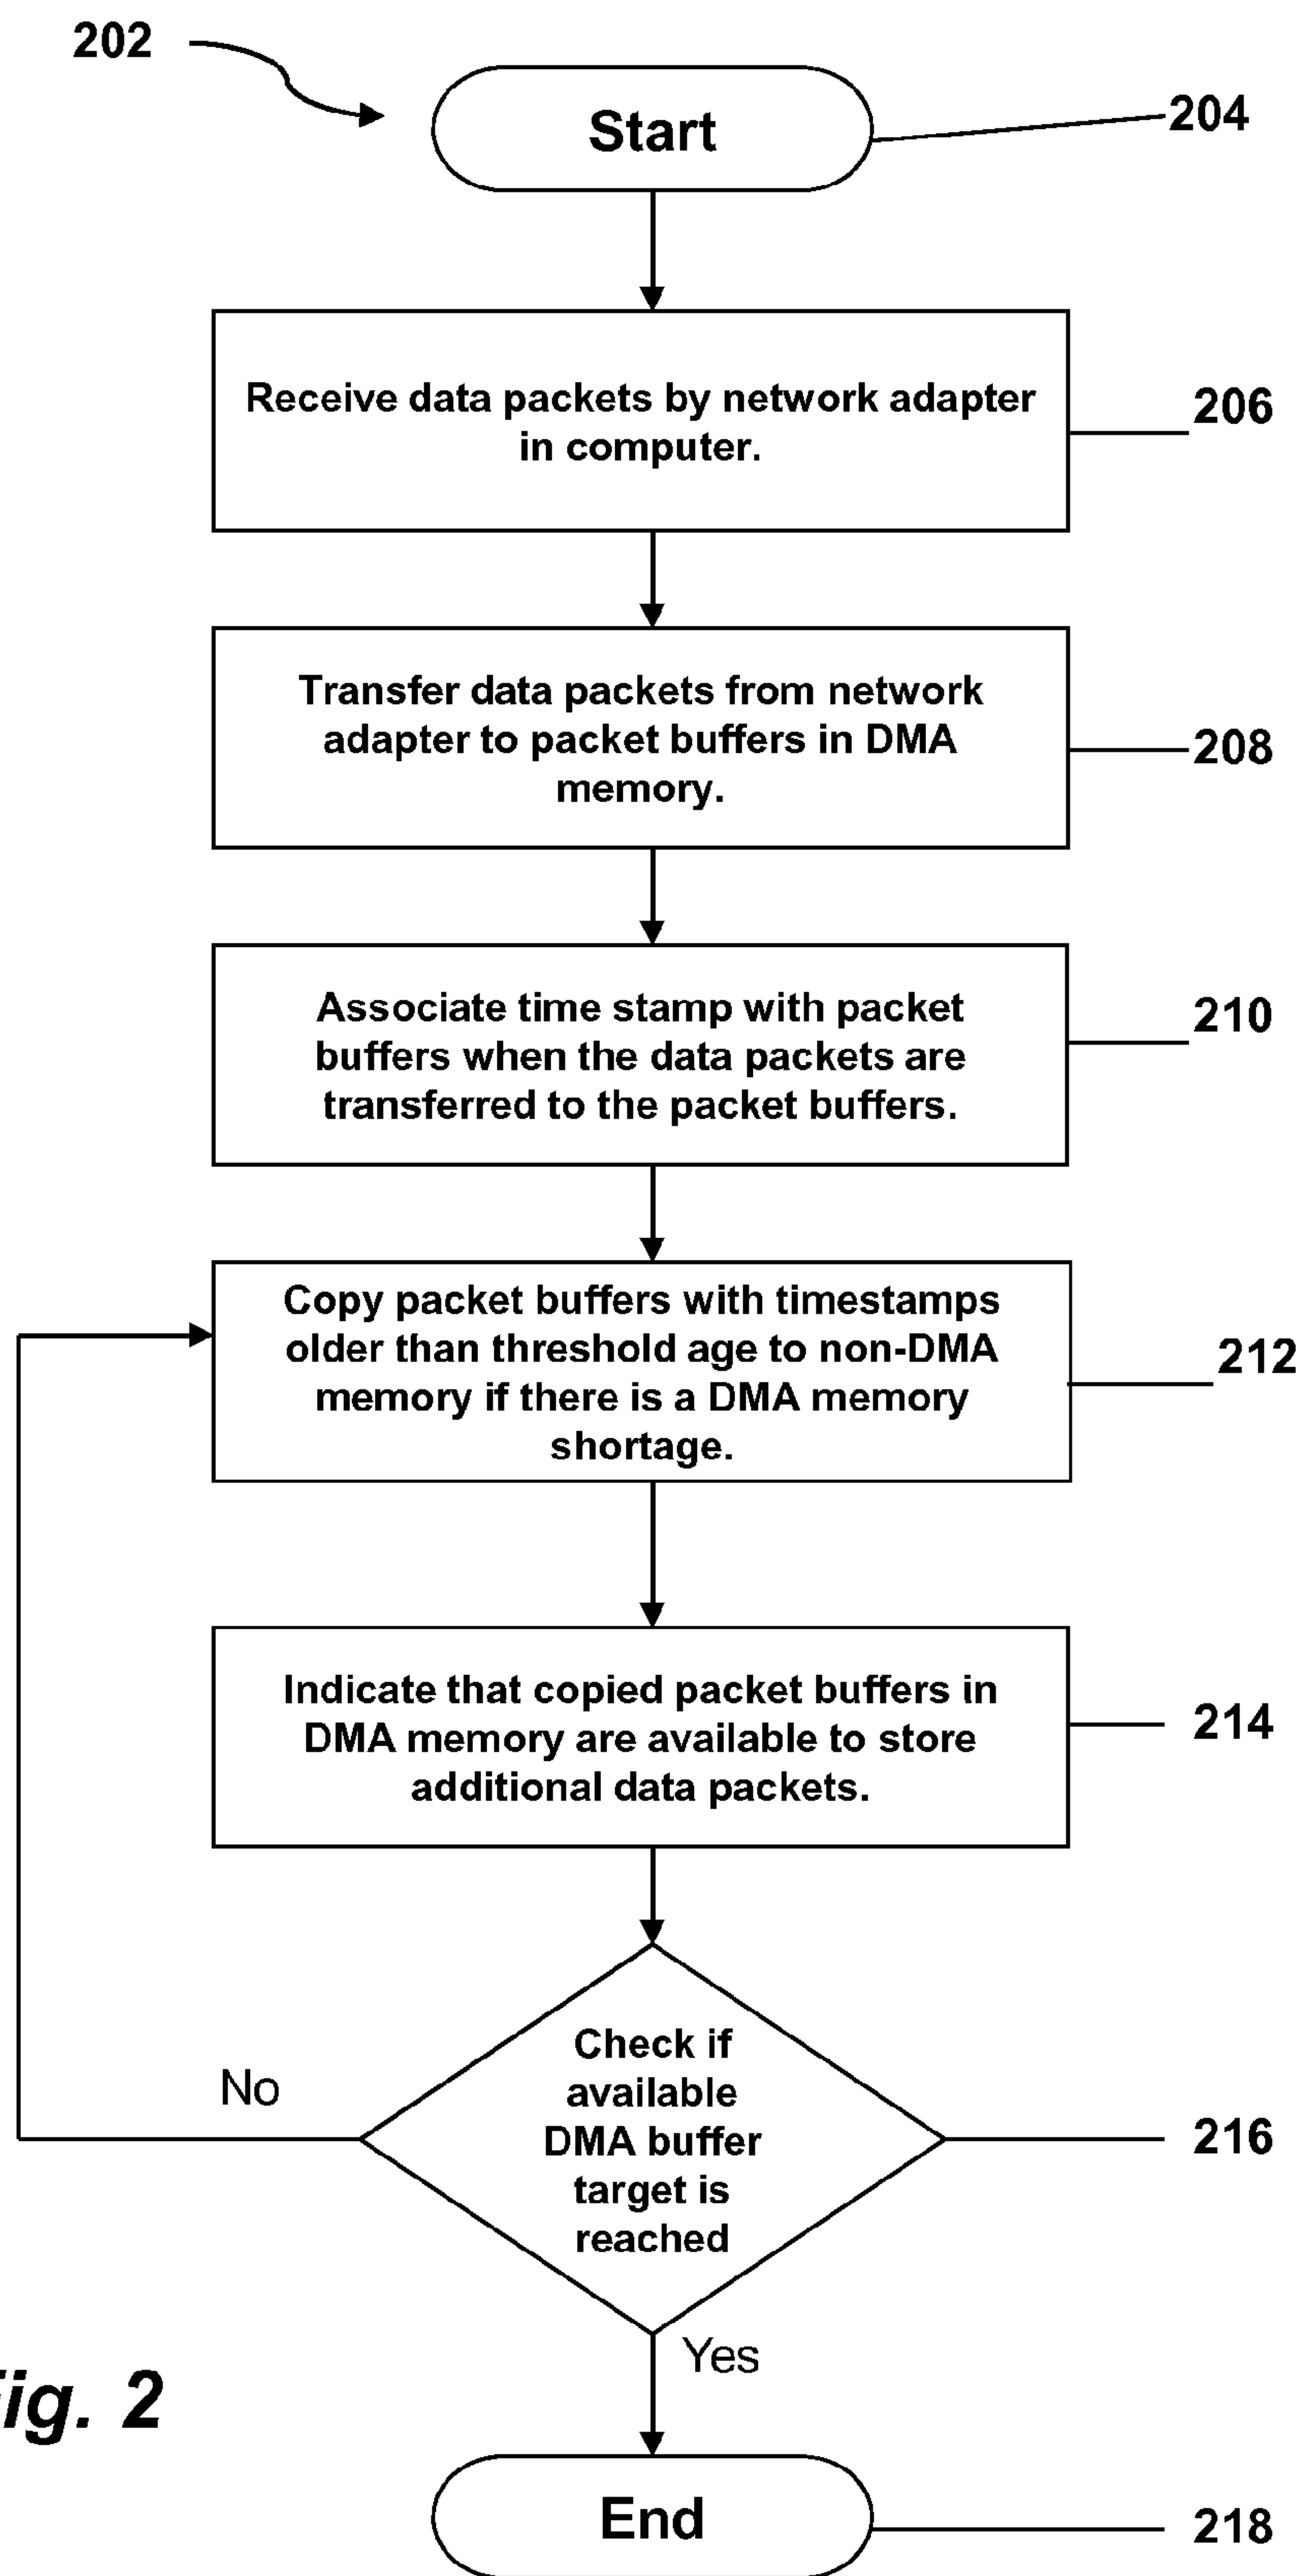 202
Start
204
Receive data packets by network adapter
in computer.
206
Transfer data packets from network
adapter to packet buffers in DMA
memory.
208
Associate time stamp with packet
buffers when the data packets are
transferred to the packet buffers.
210
Copy packet buffers with timestamps
older than threshold age to non-DMA
memory if there is a DMA memory
shortage.
212
Indicate that copied packet buffers in
DMA memory are available to store
additional data packets.
214
Check if
available
DMA buffer
target is
reached
No
216
Yes
ig. 2
End
218